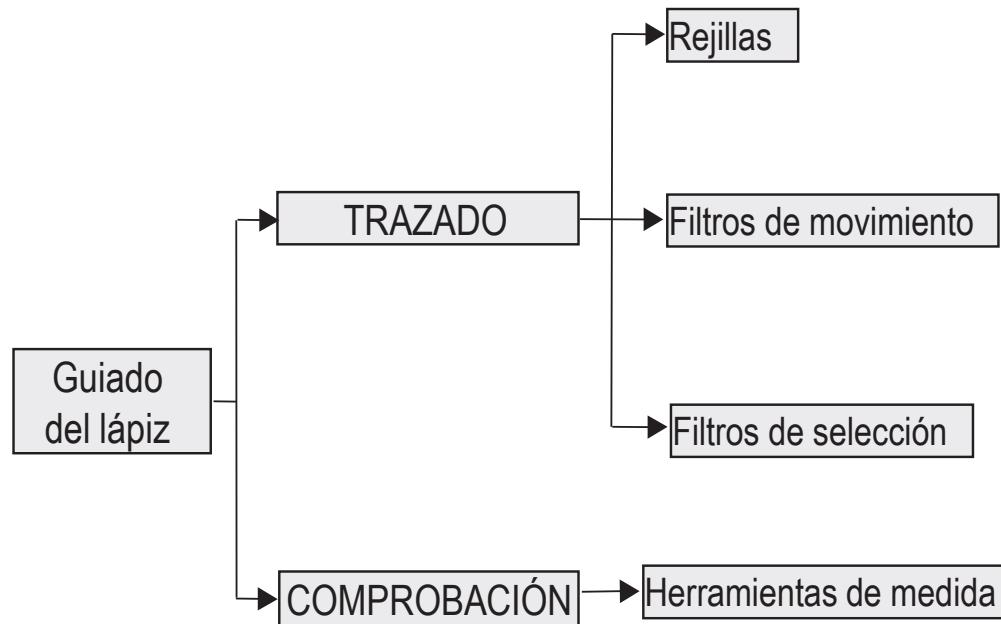 Rejillas
TRAZADO
Filtros de movimiento
Guiado
del lápiz
Filtros de selección
COMPROBACIÓN
Herramientas de medida